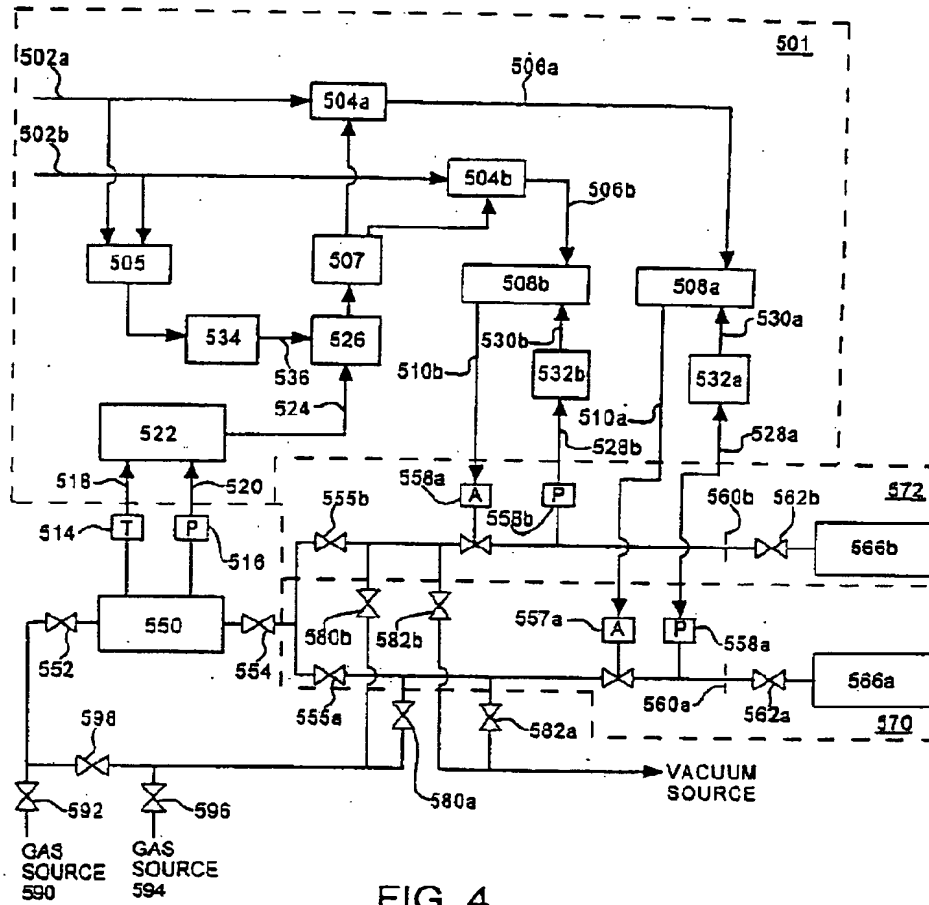 501
502a
506a
504a
502b
504b
506b
505
507
508b
508a
534
526
530b
530a
536
510b
532b
532a
524
510a
522
528b
528a
518
520
555b
558a
A
P
560b
562b
572
514
T
P
558b
516
566b
550
580b
582b
557a
A
P
558a
552
554
566a
555a
560a
562a
570
598
582a
592
596
580a
VACUUM
SOURCE
GAS
SOURCE
590
GAS
SOURCE
594
FIG. 4